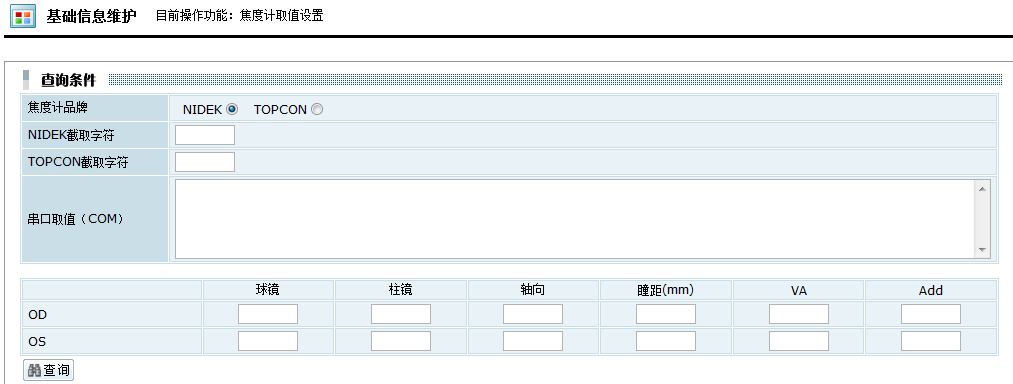 基础信息维护 目前操作功能：焦度计取值设置
查询条件
焦度计品牌 NIDEK TOPCON
NIDEK截取字符
TOPCON截取字符
串口取值（COM）
球镜 柱镜 轴向 瞳距(mm) VA Add
OD
OS
查询